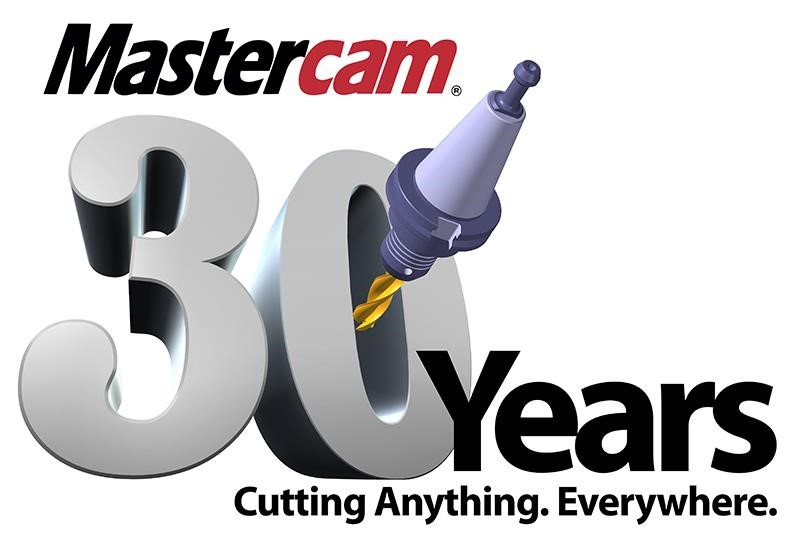 Mastercam®
30
Years
Cutting Anything. Everywhere.